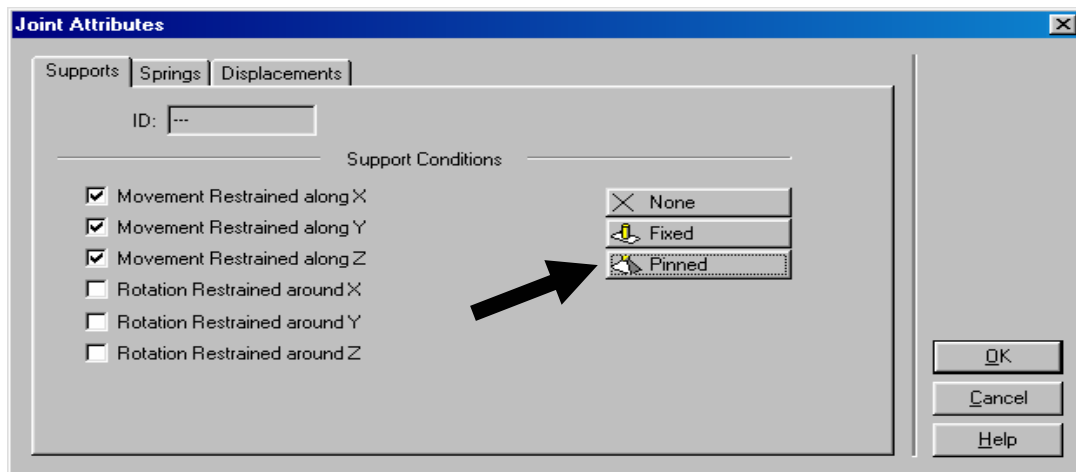 Joint Attributes
Supports Springs Displacements
ID: ---
Support Conditions
Movement Restrained along X
Movement Restrained along Y
Movement Restrained along Z
Rotation Restrained around X
Rotation Restrained around Y
Rotation Restrained around Z
None
Fixed
Pinned
OK
Cancel
Help